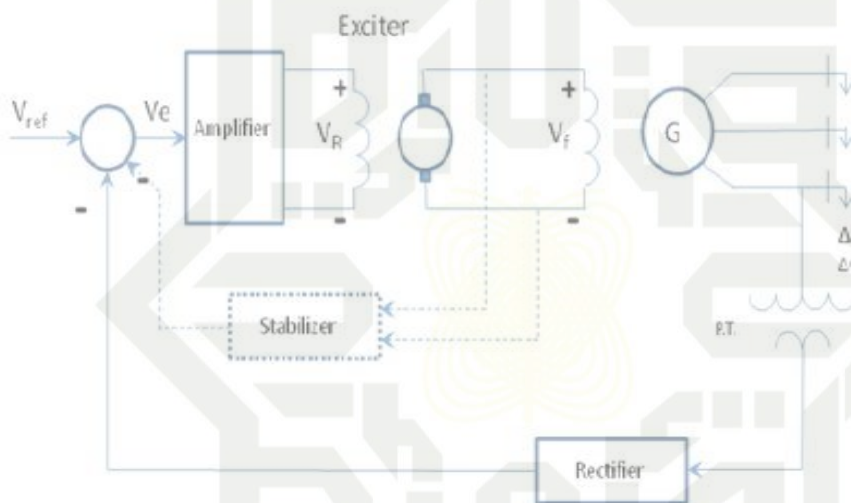 Exciter
V_ref
Ve
Amplifier
+
V_R
-
+
V_f
-
G
-
-
Δ
Δ
Stabilizer
P.T.
Rectifier